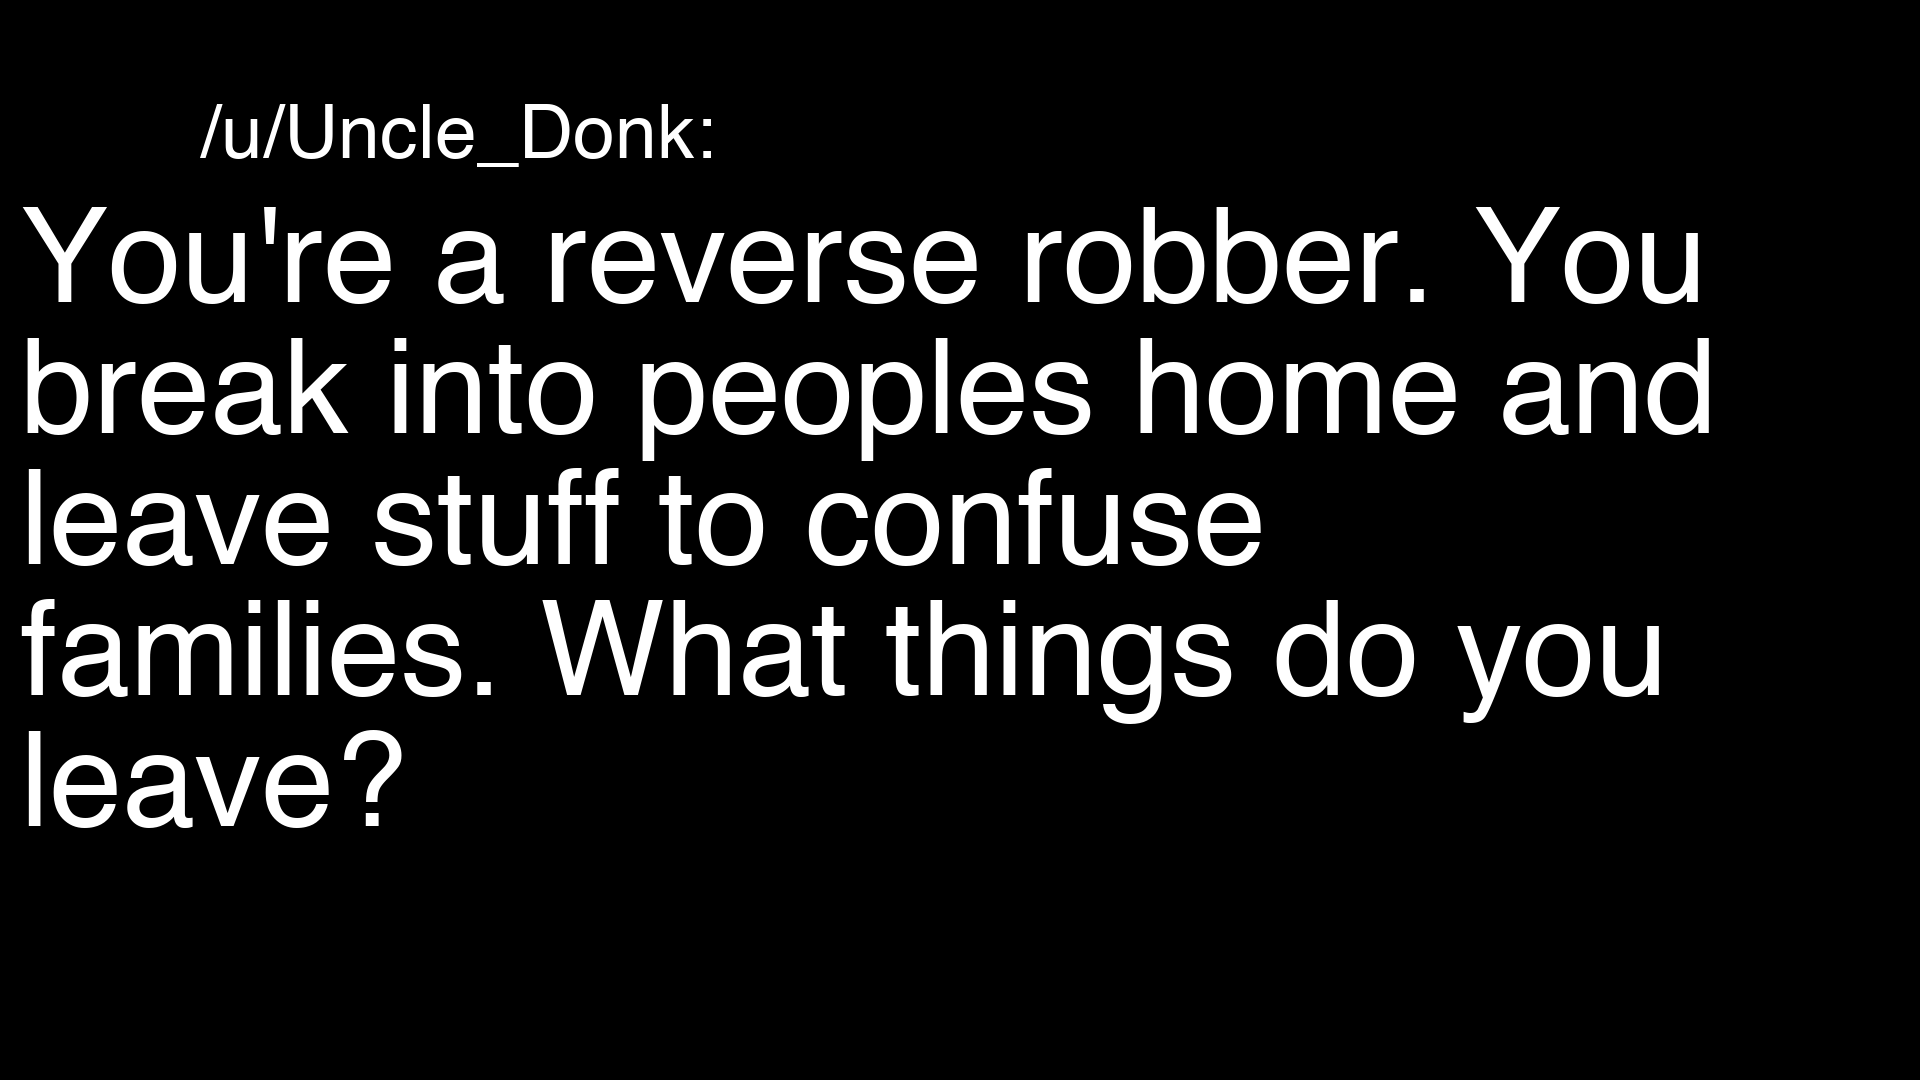 /u/Uncle_Donk:
You're a reverse robber. You
break into peoples home and
leave stuff to confuse
families. What things do you
leave?